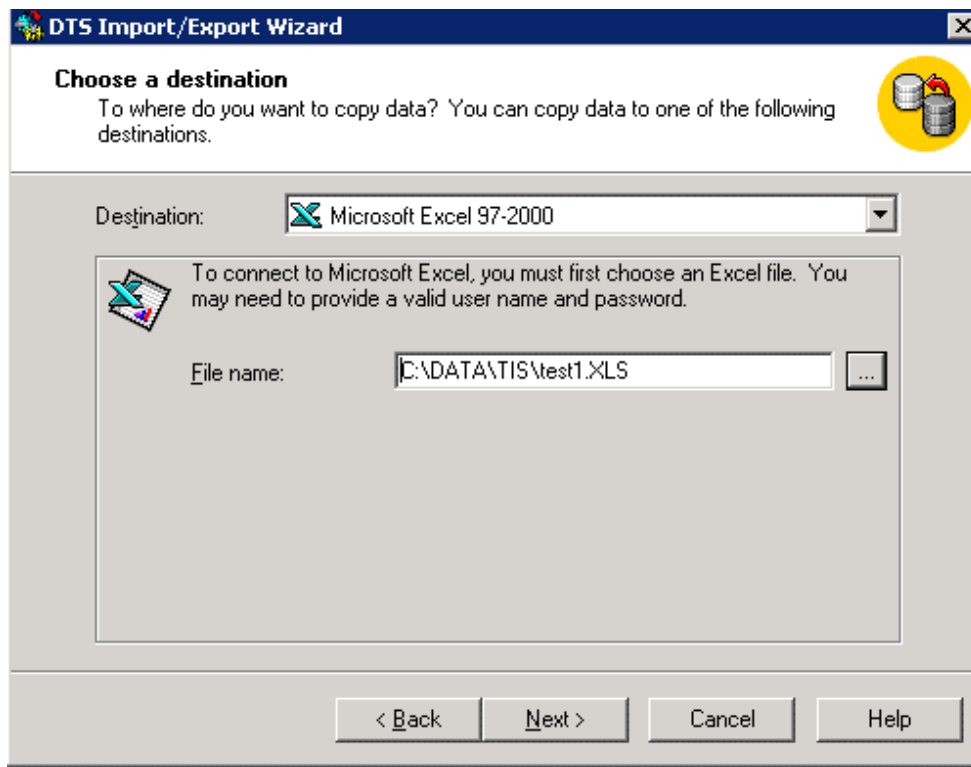 DTS Import/Export Wizard
Choose a destination
To where do you want to copy data? You can copy data to one of the following
destinations.
Destination: Microsoft Excel 97-2000
To connect to Microsoft Excel, you must first choose an Excel file. You
may need to provide a valid user name and password.
File name: C:\DATA\TIS\test1.XLS ...
< Back Next > Cancel Help